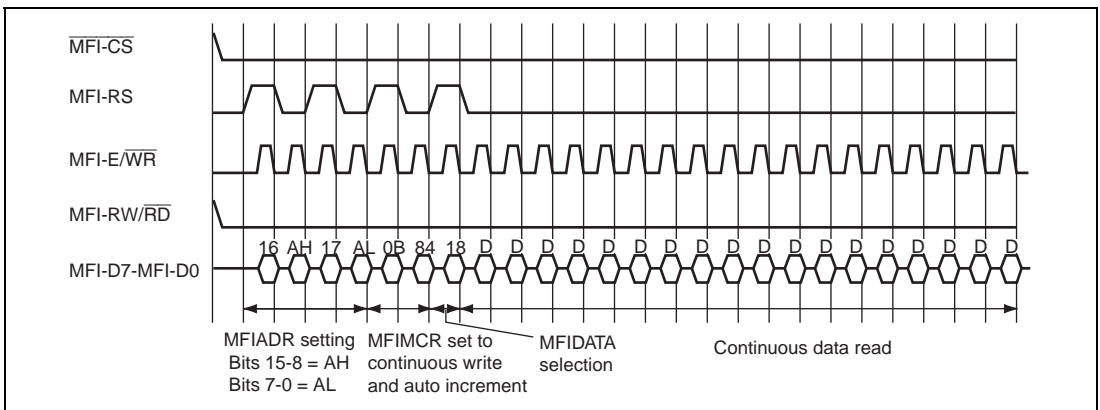 MFI-CS
MFI-RS
MFI-E/WR
MFI-RW/RD
16 AH 17 AL 0B 84 18 D D D D D D D D D D D D D D D D D D
MFI-D7-MFI-D0
MFIADR setting
Bits 15-8 = AH
Bits 7-0 = AL
MFIMCR set to
continuous write
and auto increment
MFIDATA
selection
Continuous data read